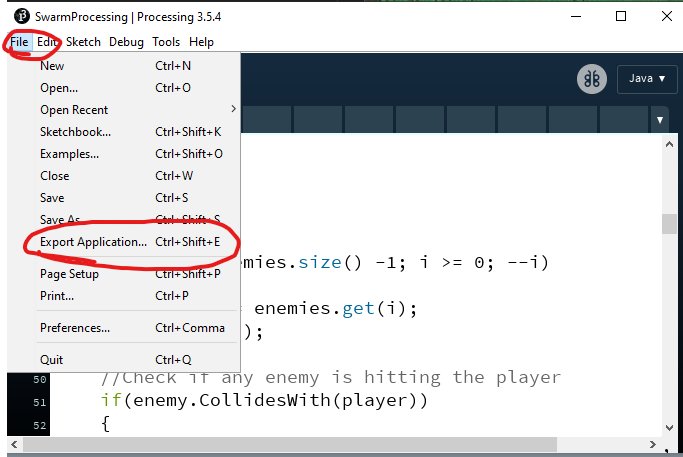 SwarmProcessing | Processing 3.5.4
File Edit Sketch Debug Tools Help
New Ctrl+N
Open... Ctrl+O
Open Recent
Sketchbook... Ctrl+Shift+K
Examples... Ctrl+Shift+O
Close Ctrl+W
Save Ctrl+S
Save As... Ctrl+Shift+S
Export Application... Ctrl+Shift+E
Page Setup Ctrl+Shift+P
Print... Ctrl+P
Preferences... Ctrl+Comma
Quit Ctrl+Q
Java ▼
emies.size() -1; i >= 0; --i)
enemies.get(i);
);
50 //Check if any enemy is hitting the player
51 if(enemy.CollidesWith(player))
52 {